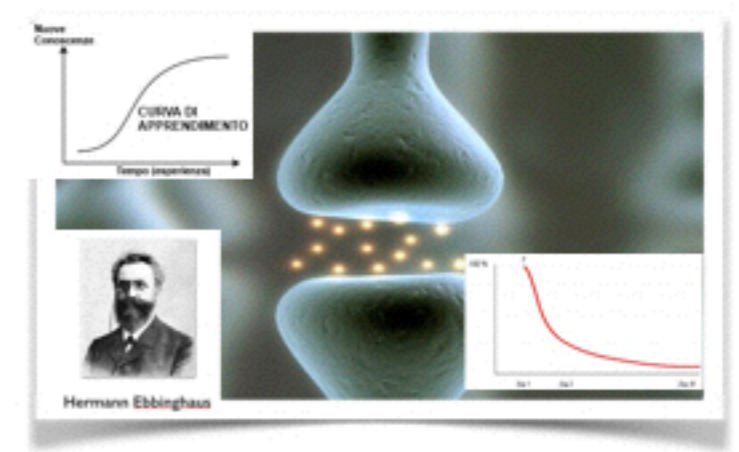 Nuove
Conoscenze
CURVA DI
APPRENDIMENTO
Tempo (esperienza)
Hermann Ebbinghaus
100%